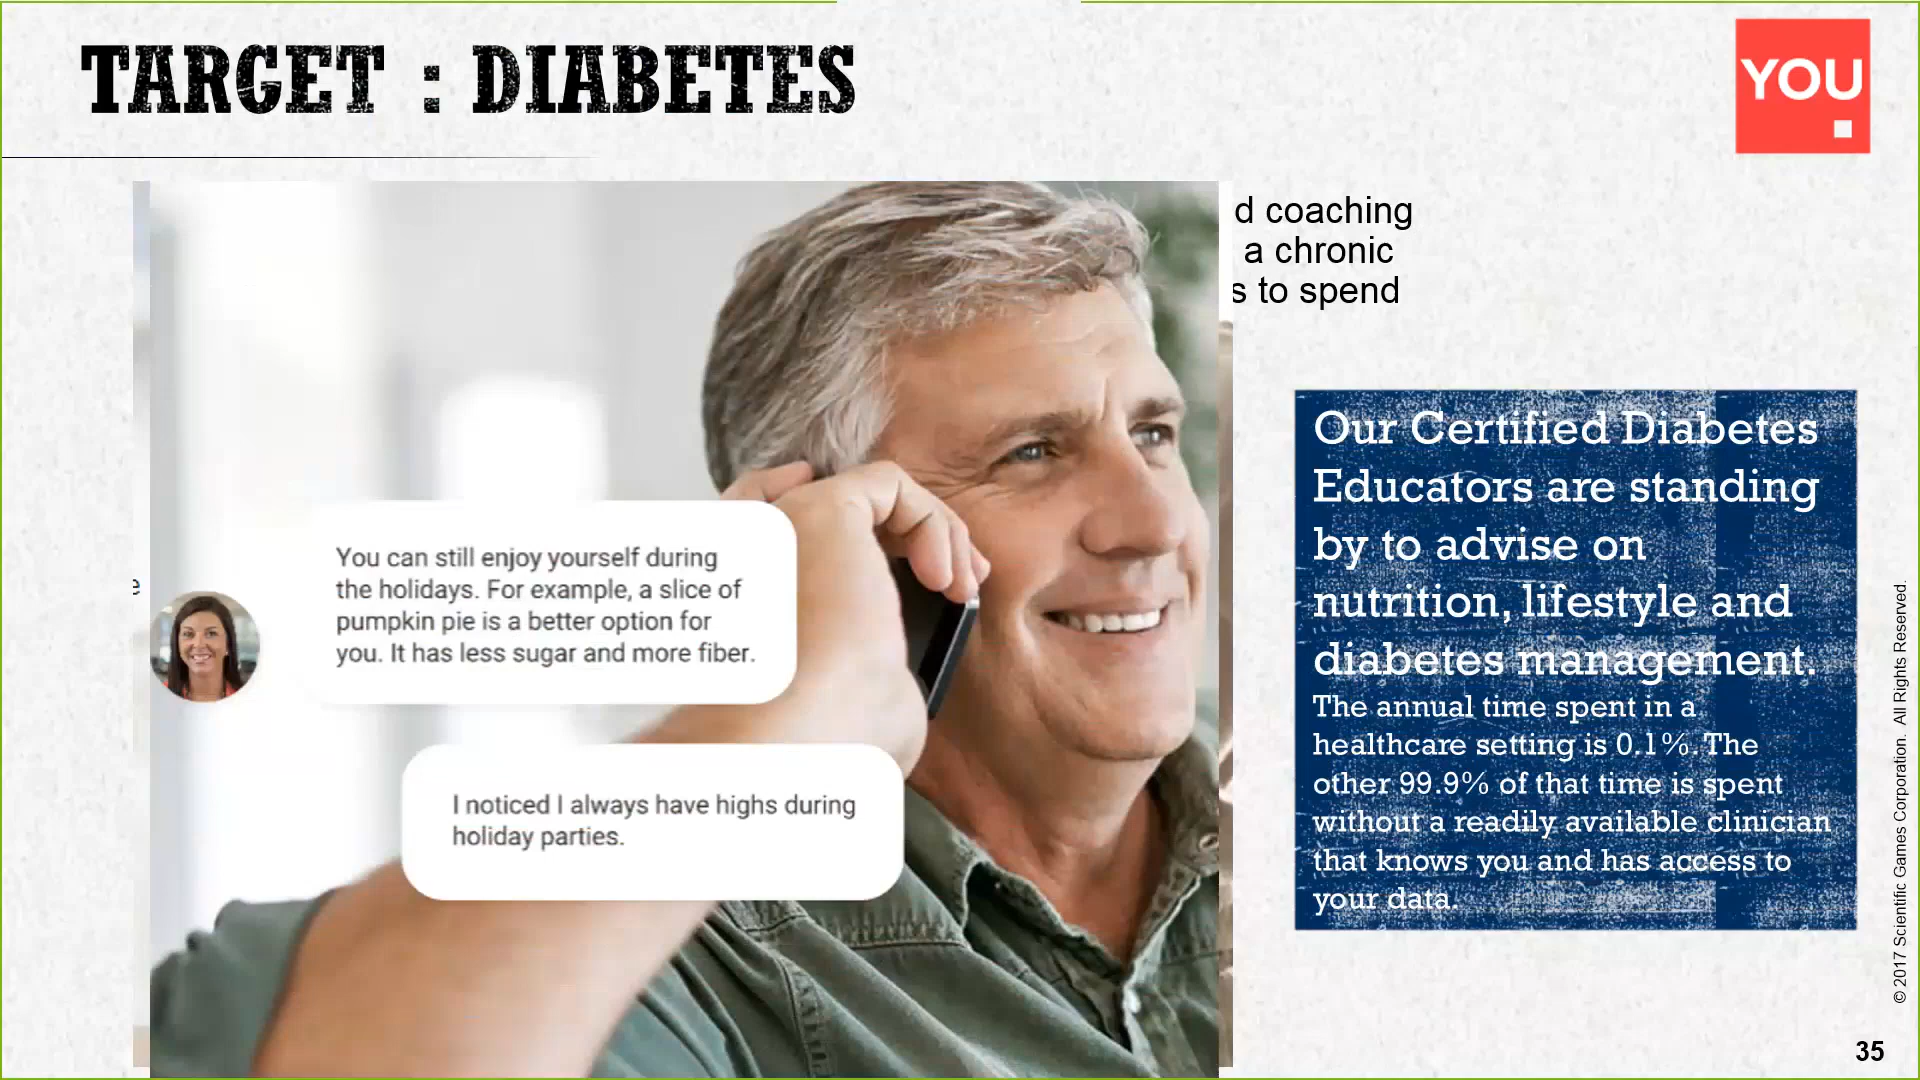 TARGET : DIABETES
YOU
d coaching
a chronic
s to spend
You can still enjoy yourself during
the holidays. For example, a slice of
pumpkin pie is a better option for
you. It has less sugar and more fiber.
I noticed I always have highs during
holiday parties.
e
Our Certified Diabetes
Educators are standing
by to advise on
nutrition, lifestyle and
diabetes management.
The annual time spent in a
healthcare setting is 0.1%. The
other 99.9% of that time is spent
without a readily available clinician
that knows you and has access to
your data.
© 2017 Scientific Games Corporation. All Rights Reserved.
35